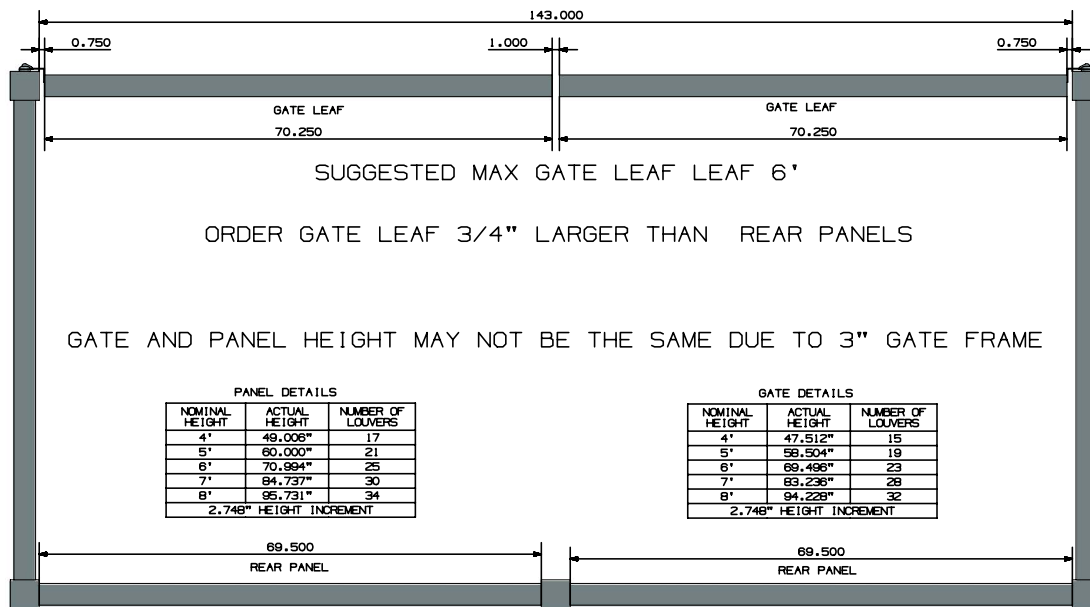 143.000
0.750 1.000 0.750
GATE LEAF GATE LEAF
70.250 70.250
SUGGESTED MAX GATE LEAF LEAF 6'
ORDER GATE LEAF 3/4" LARGER THAN REAR PANELS
GATE AND PANEL HEIGHT MAY NOT BE THE SAME DUE TO 3" GATE FRAME
PANEL DETAILS
NOMINAL HEIGHT ACTUAL HEIGHT NUMBER OF LOUVERS
4' 49.006" 17
5' 60.000" 21
6' 70.994" 25
7' 84.737" 30
8' 95.731" 34
2.748" HEIGHT INCREMENT
GATE DETAILS
NOMINAL HEIGHT ACTUAL HEIGHT NUMBER OF LOUVERS
4' 47.512" 15
5' 58.504" 19
6' 69.496" 23
7' 83.236" 28
8' 94.228" 32
2.748" HEIGHT INCREMENT
69.500 69.500
REAR PANEL REAR PANEL